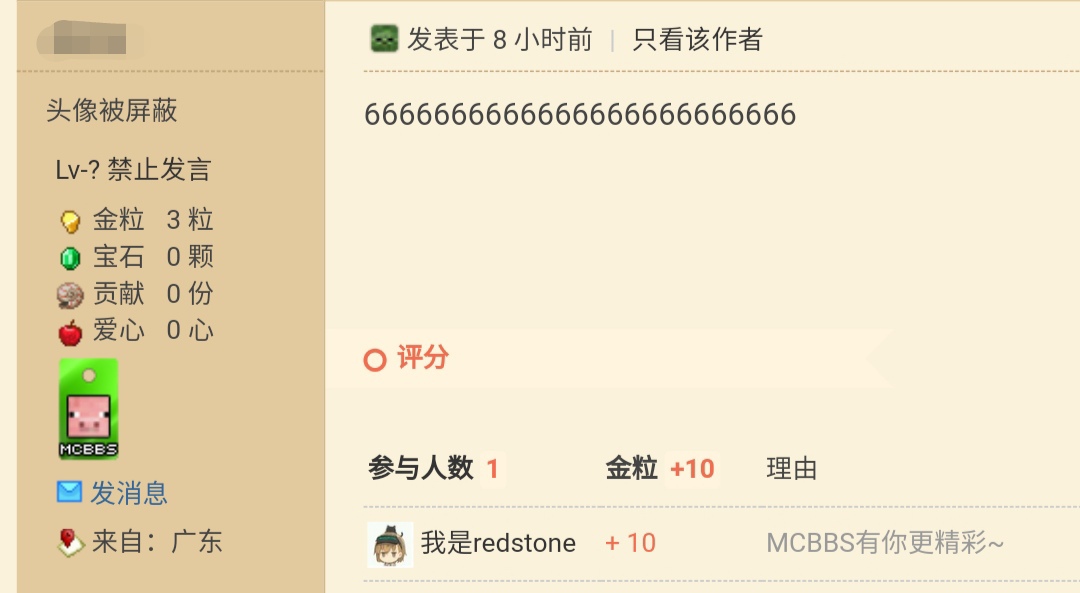 发表于 8 小时前 | 只看该作者
头像被屏蔽
Lv-? 禁止发言
金粒 3 粒
宝石 0 颗
贡献 0 份
爱心 0 心
MCBBS
发消息
来自：广东
6666666666666666666666666
评分
参与人数 1 金粒 +10 理由
我是redstone + 10 MCBBS有你更精彩~